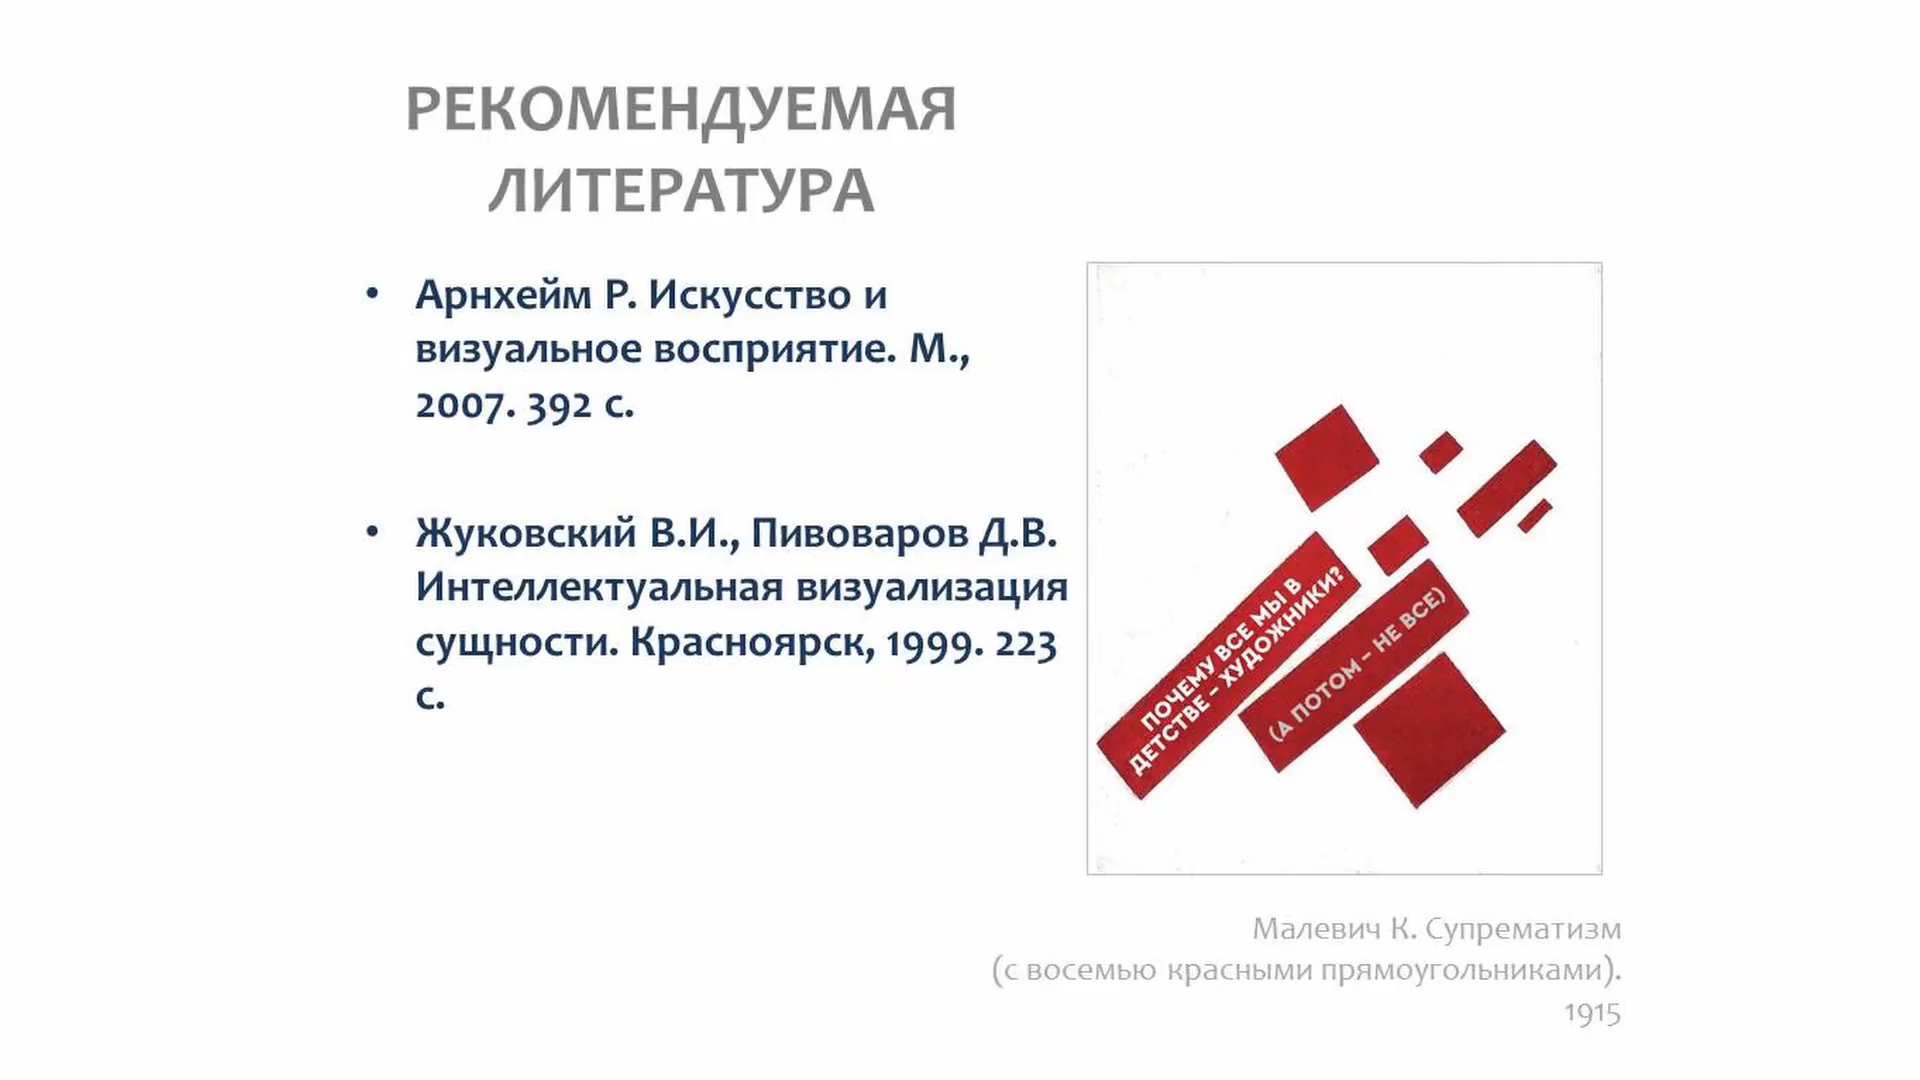 РЕКОМЕНДУЕМАЯ
ЛИТЕРАТУРА
• Арнхейм Р. Искусство и
визуальное восприятие. М.,
2007. 392 с.
• Жуковский В.И., Пивоваров Д.В.
Интеллектуальная визуализация
сущности. Красноярск, 1999. 223
с.
ПОЧЕМУ ВСЕ МЫ В
ДЕТСТВЕ – ХУДОЖНИКИ?
(А ПОТОМ – НЕ ВСЕ)
Малевич К. Супрематизм
(с восемью красными прямоугольниками).
1915